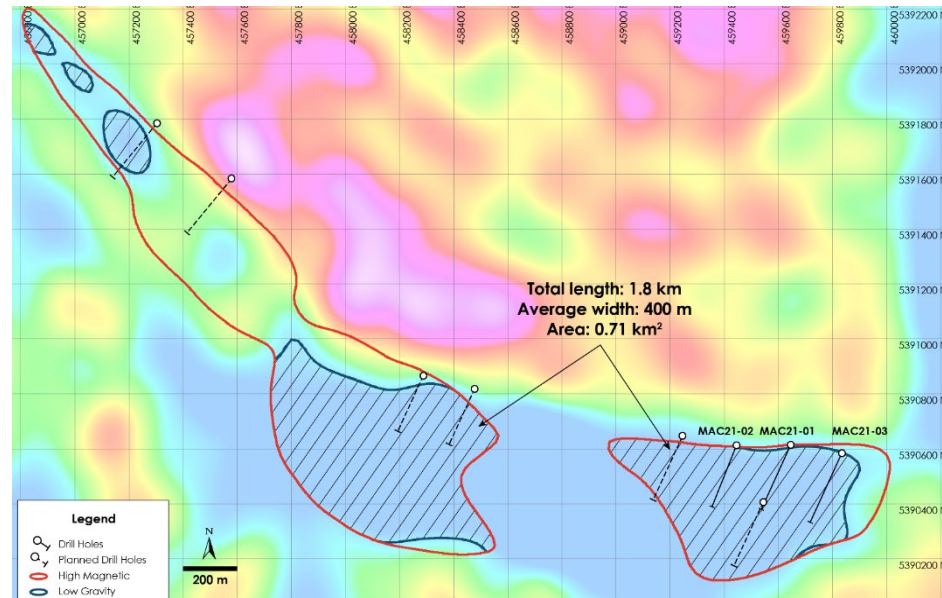 457000 E
457200 E
457400 E
457600 E
457800 E
458000 E
458200 E
458400 E
458600 E
459000 E
459200 E
459400 E
459600 E
459800 E
5392200 N
5392000 N
5391800 N
5391600 N
5391400 N
5391200 N
5391000 N
5390800 N
5390600 N
5390400 N
5390200 N
Total length: 1.8 km
Average width: 400 m
Area: 0.71 km²
MAC21-02 MAC21-01 MAC21-03
Legend
Drill Holes
Planned Drill Holes
High Magnetic
Low Gravity
N
200 m